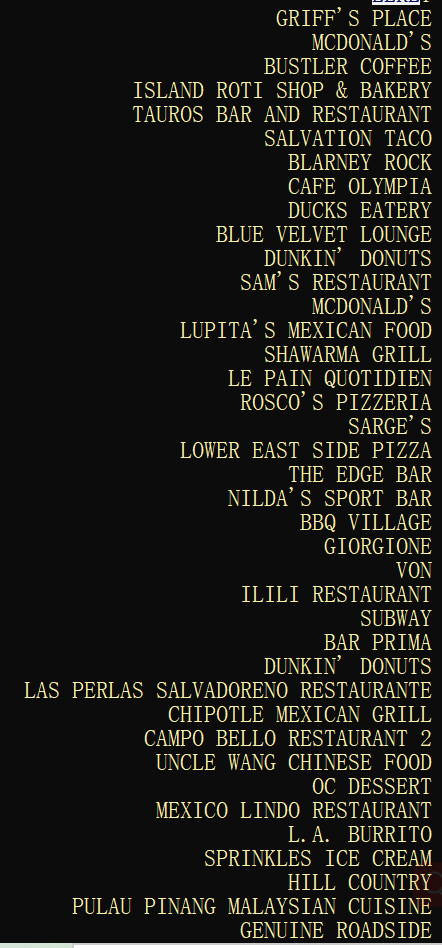 GRIFF'S PLACE
MCDONALD'S
BUSTLER COFFEE
ISLAND ROTI SHOP & BAKERY
TAUROS BAR AND RESTAURANT
SALVATION TACO
BLARNEY ROCK
CAFE OLYMPIA
DUCKS EATERY
BLUE VELVET LOUNGE
DUNKIN' DONUTS
SAM'S RESTAURANT
MCDONALD'S
LUPITA'S MEXICAN FOOD
SHAWARMA GRILL
LE PAIN QUOTIDIEN
ROSCO'S PIZZERIA
SARGE'S
LOWER EAST SIDE PIZZA
THE EDGE BAR
NILDA'S SPORT BAR
BBQ VILLAGE
GIORGIONE
VON
ILILI RESTAURANT
SUBWAY
BAR PRIMA
DUNKIN' DONUTS
LAS PERLAS SALVADORENO RESTAURANTE
CHIPOTLE MEXICAN GRILL
CAMPO BELLO RESTAURANT 2
UNCLE WANG CHINESE FOOD
OC DESSERT
MEXICO LINDO RESTAURANT
L.A. BURRITO
SPRINKLES ICE CREAM
HILL COUNTRY
PULAU PINANG MALAYSIAN CUISINE
GENUINE ROADSIDE